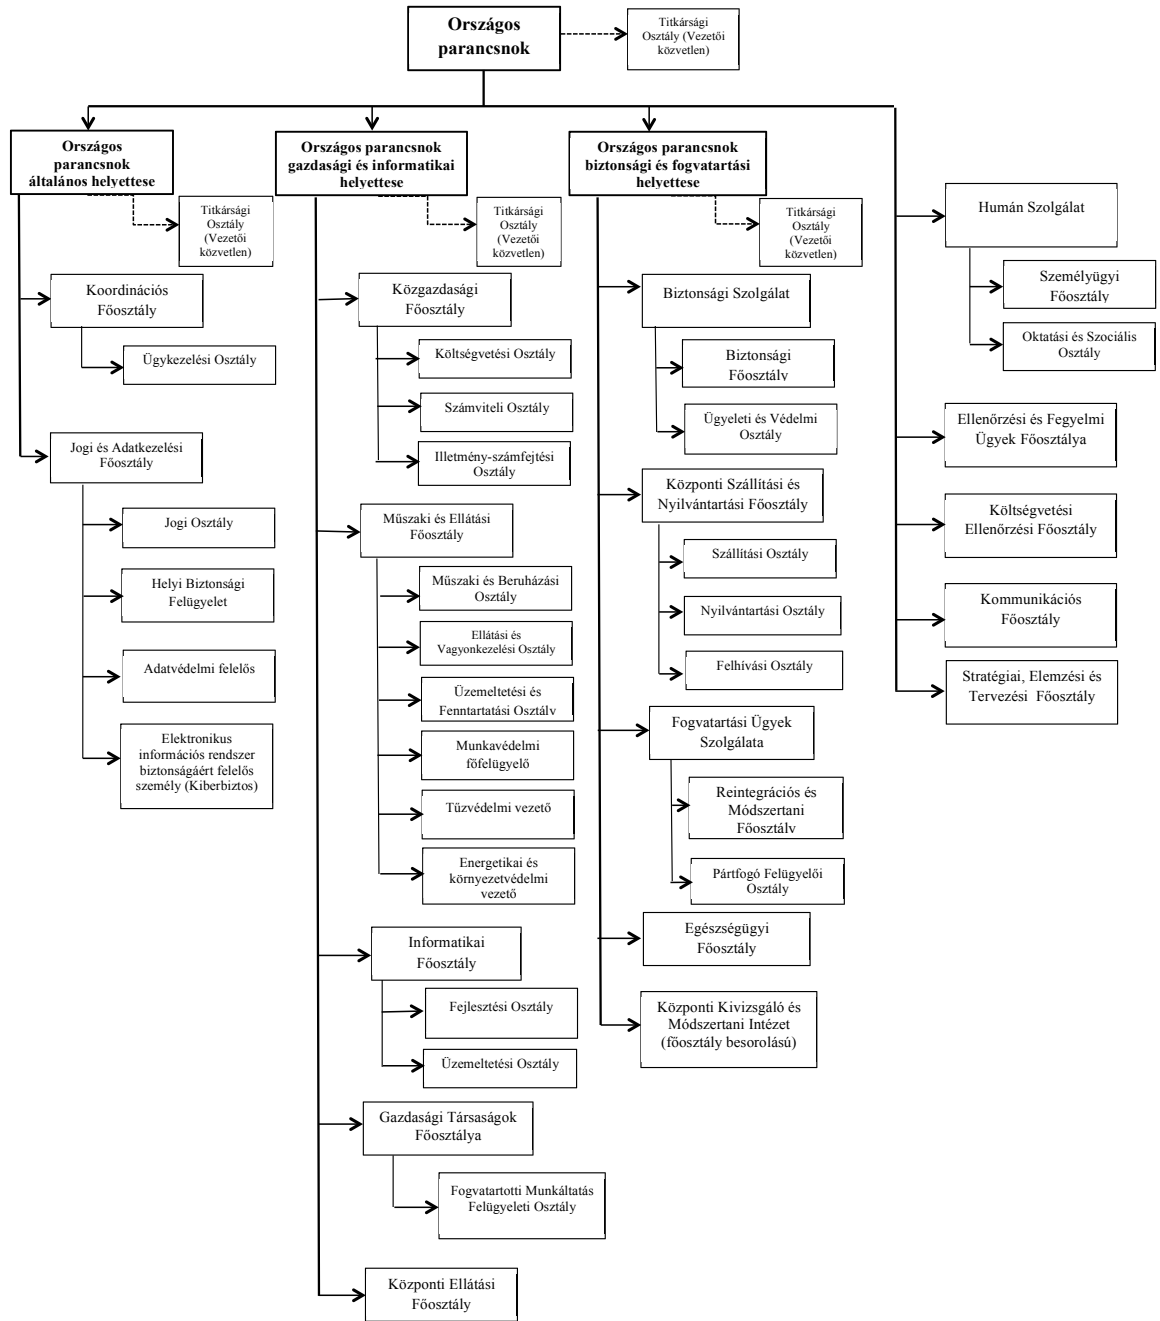 Országos
parancsnok
Titkársági
Osztály (Vezetői
közvetlen)
Országos
parancsnok
általános helyettese
Titkársági
Osztály
(Vezetői
közvetlen)
Koordinációs
Főosztály
Ügykezelési Osztály
Jogi és Adatkezelési
Főosztály
Jogi Osztály
Helyi Biztonsági
Felügyelet
Adatvédelmi felelős
Elektronikus
információs rendszer
biztonságáért felelős
személy (Kiberbiztos)
Országos parancsnok
gazdasági és informatikai
helyettese
Titkársági
Osztály
(Vezetői
közvetlen)
Közgazdasági
Főosztály
Költségvetési Osztály
Számviteli Osztály
Illetmény-számfejtési
Osztály
Műszaki és Ellátási
Főosztály
Műszaki és Beruházási
Osztály
Ellátási és
Vagyonkezelési Osztály
Üzemeltetési és
Fenntartatási Osztály
Munkavédelmi
főfelügyelő
Tűzvédelmi vezető
Energetikai és
környezetvédelmi
vezető
Informatikai
Főosztály
Fejlesztési Osztály
Üzemeltetési Osztály
Gazdasági Társaságok
Főosztálya
Fogvatartotti Munkáltatás
Felügyeleti Osztály
Központi Ellátási
Főosztály
Országos parancsnok
biztonsági és fogvatartási
helyettese
Titkársági
Osztály
(Vezetői
közvetlen)
Biztonsági Szolgálat
Biztonsági
Főosztály
Ügyeleti és Védelmi
Osztály
Központi Szállítási és
Nyilvántartási Főosztály
Szállítási Osztály
Nyilvántartási Osztály
Felhívási Osztály
Fogvatartási Ügyek
Szolgálata
Reintegrációs és
Módszertani
Főosztály
Pártfogó Felügyelői
Osztály
Egészségügyi
Főosztály
Központi Kivizsgáló és
Módszertani Intézet
(főosztály besorolású)
Humán Szolgálat
Személyügyi
Főosztály
Oktatási és Szociális
Osztály
Ellenőrzési és Fegyelmi
Ügyek Főosztálya
Költségvetési
Ellenőrzési Főosztály
Kommunikációs
Főosztály
Stratégiai, Elemzési és
Tervezési Főosztály